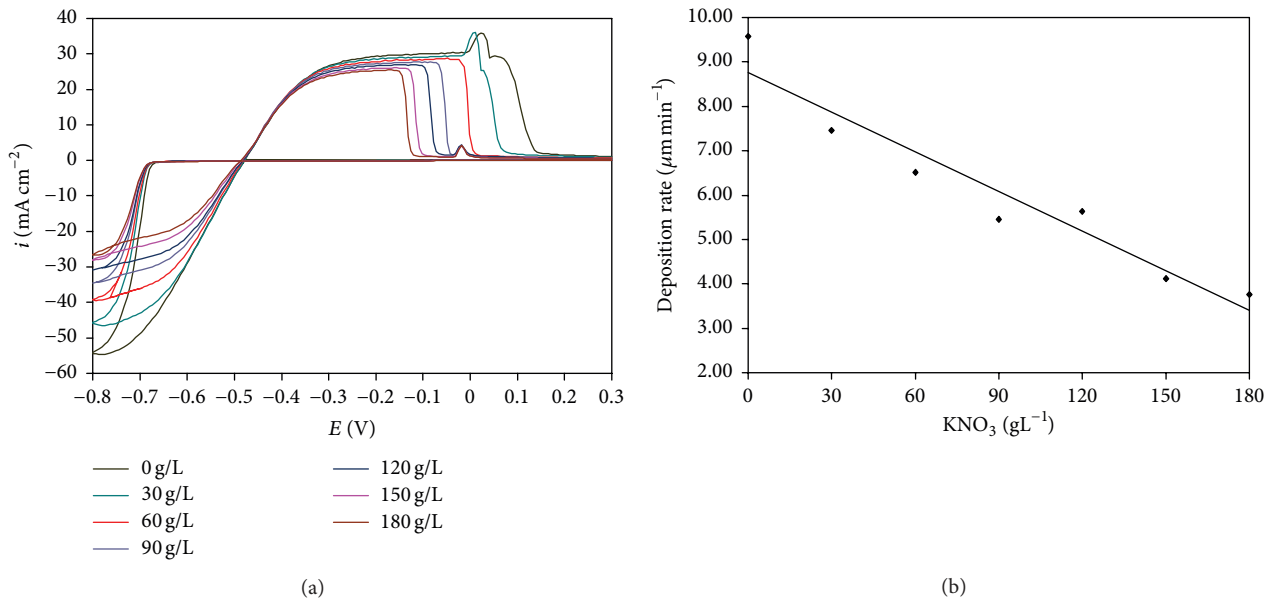 40
30
20
10
0
−10
−20
−30
−40
−50
−60
i (mA cm−2)
−0.8 −0.7 −0.6 −0.5 −0.4 −0.3 −0.2 −0.1 0 0.1 0.2 0.3
E (V)
0 g/L
30 g/L
60 g/L
90 g/L
120 g/L
150 g/L
180 g/L
(a)
10.00
9.00
8.00
7.00
6.00
5.00
4.00
3.00
2.00
Deposition rate (μm min−1)
0 30 60 90 120 150 180
KNO3 (gL−1)
(b)